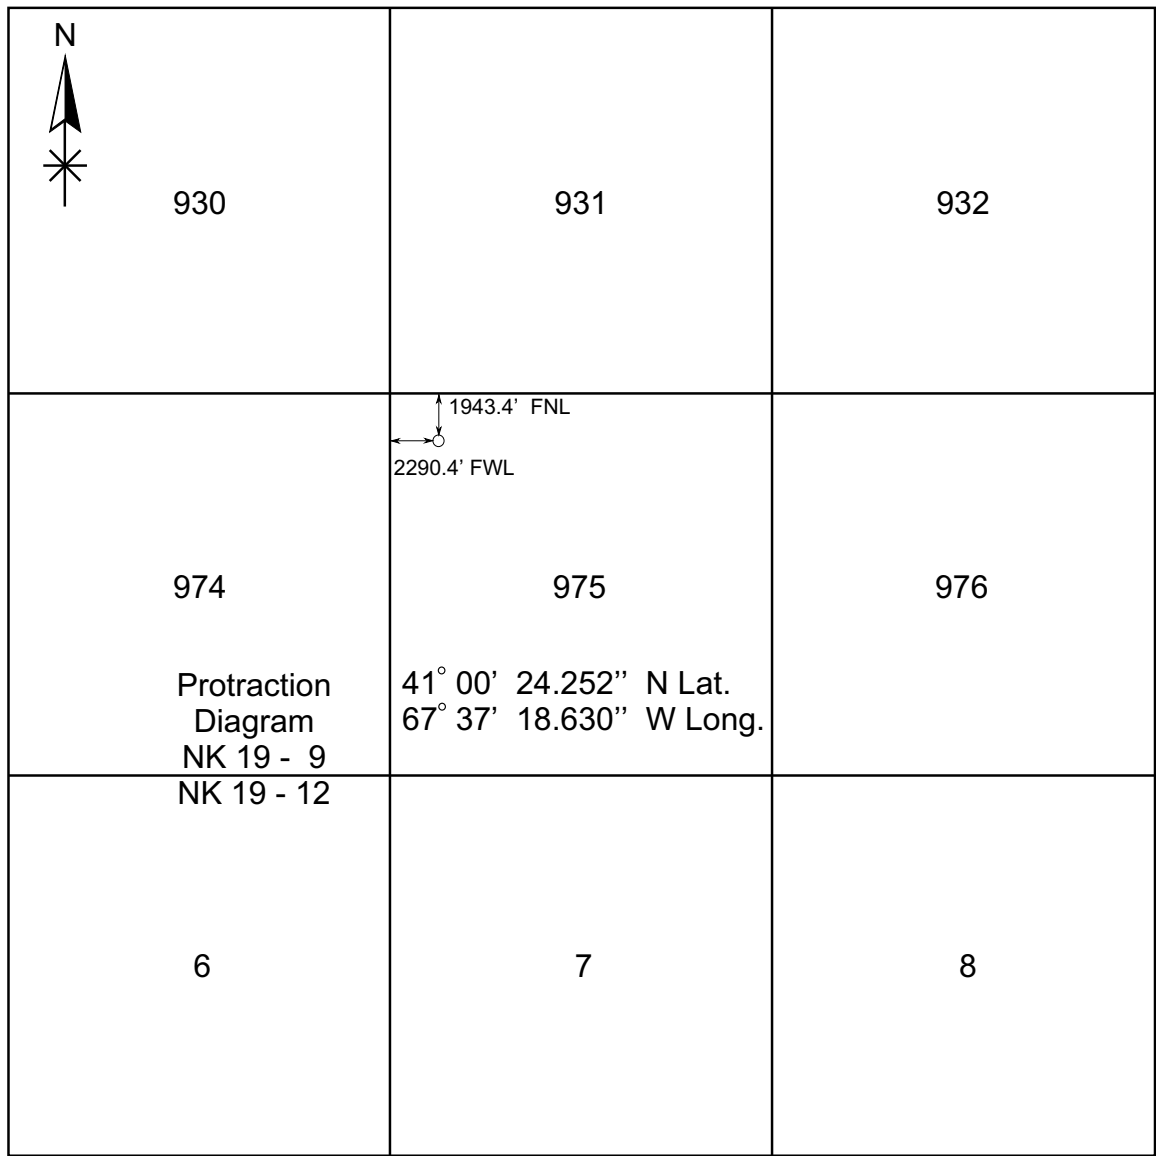 N
930
931
932
1943.4’ FNL
2290.4’ FWL
974
975
976
Protraction
Diagram
NK 19 - 9
NK 19 - 12
41° 00’ 24.252’’ N Lat.
67° 37’ 18.630’’ W Long.
6
7
8